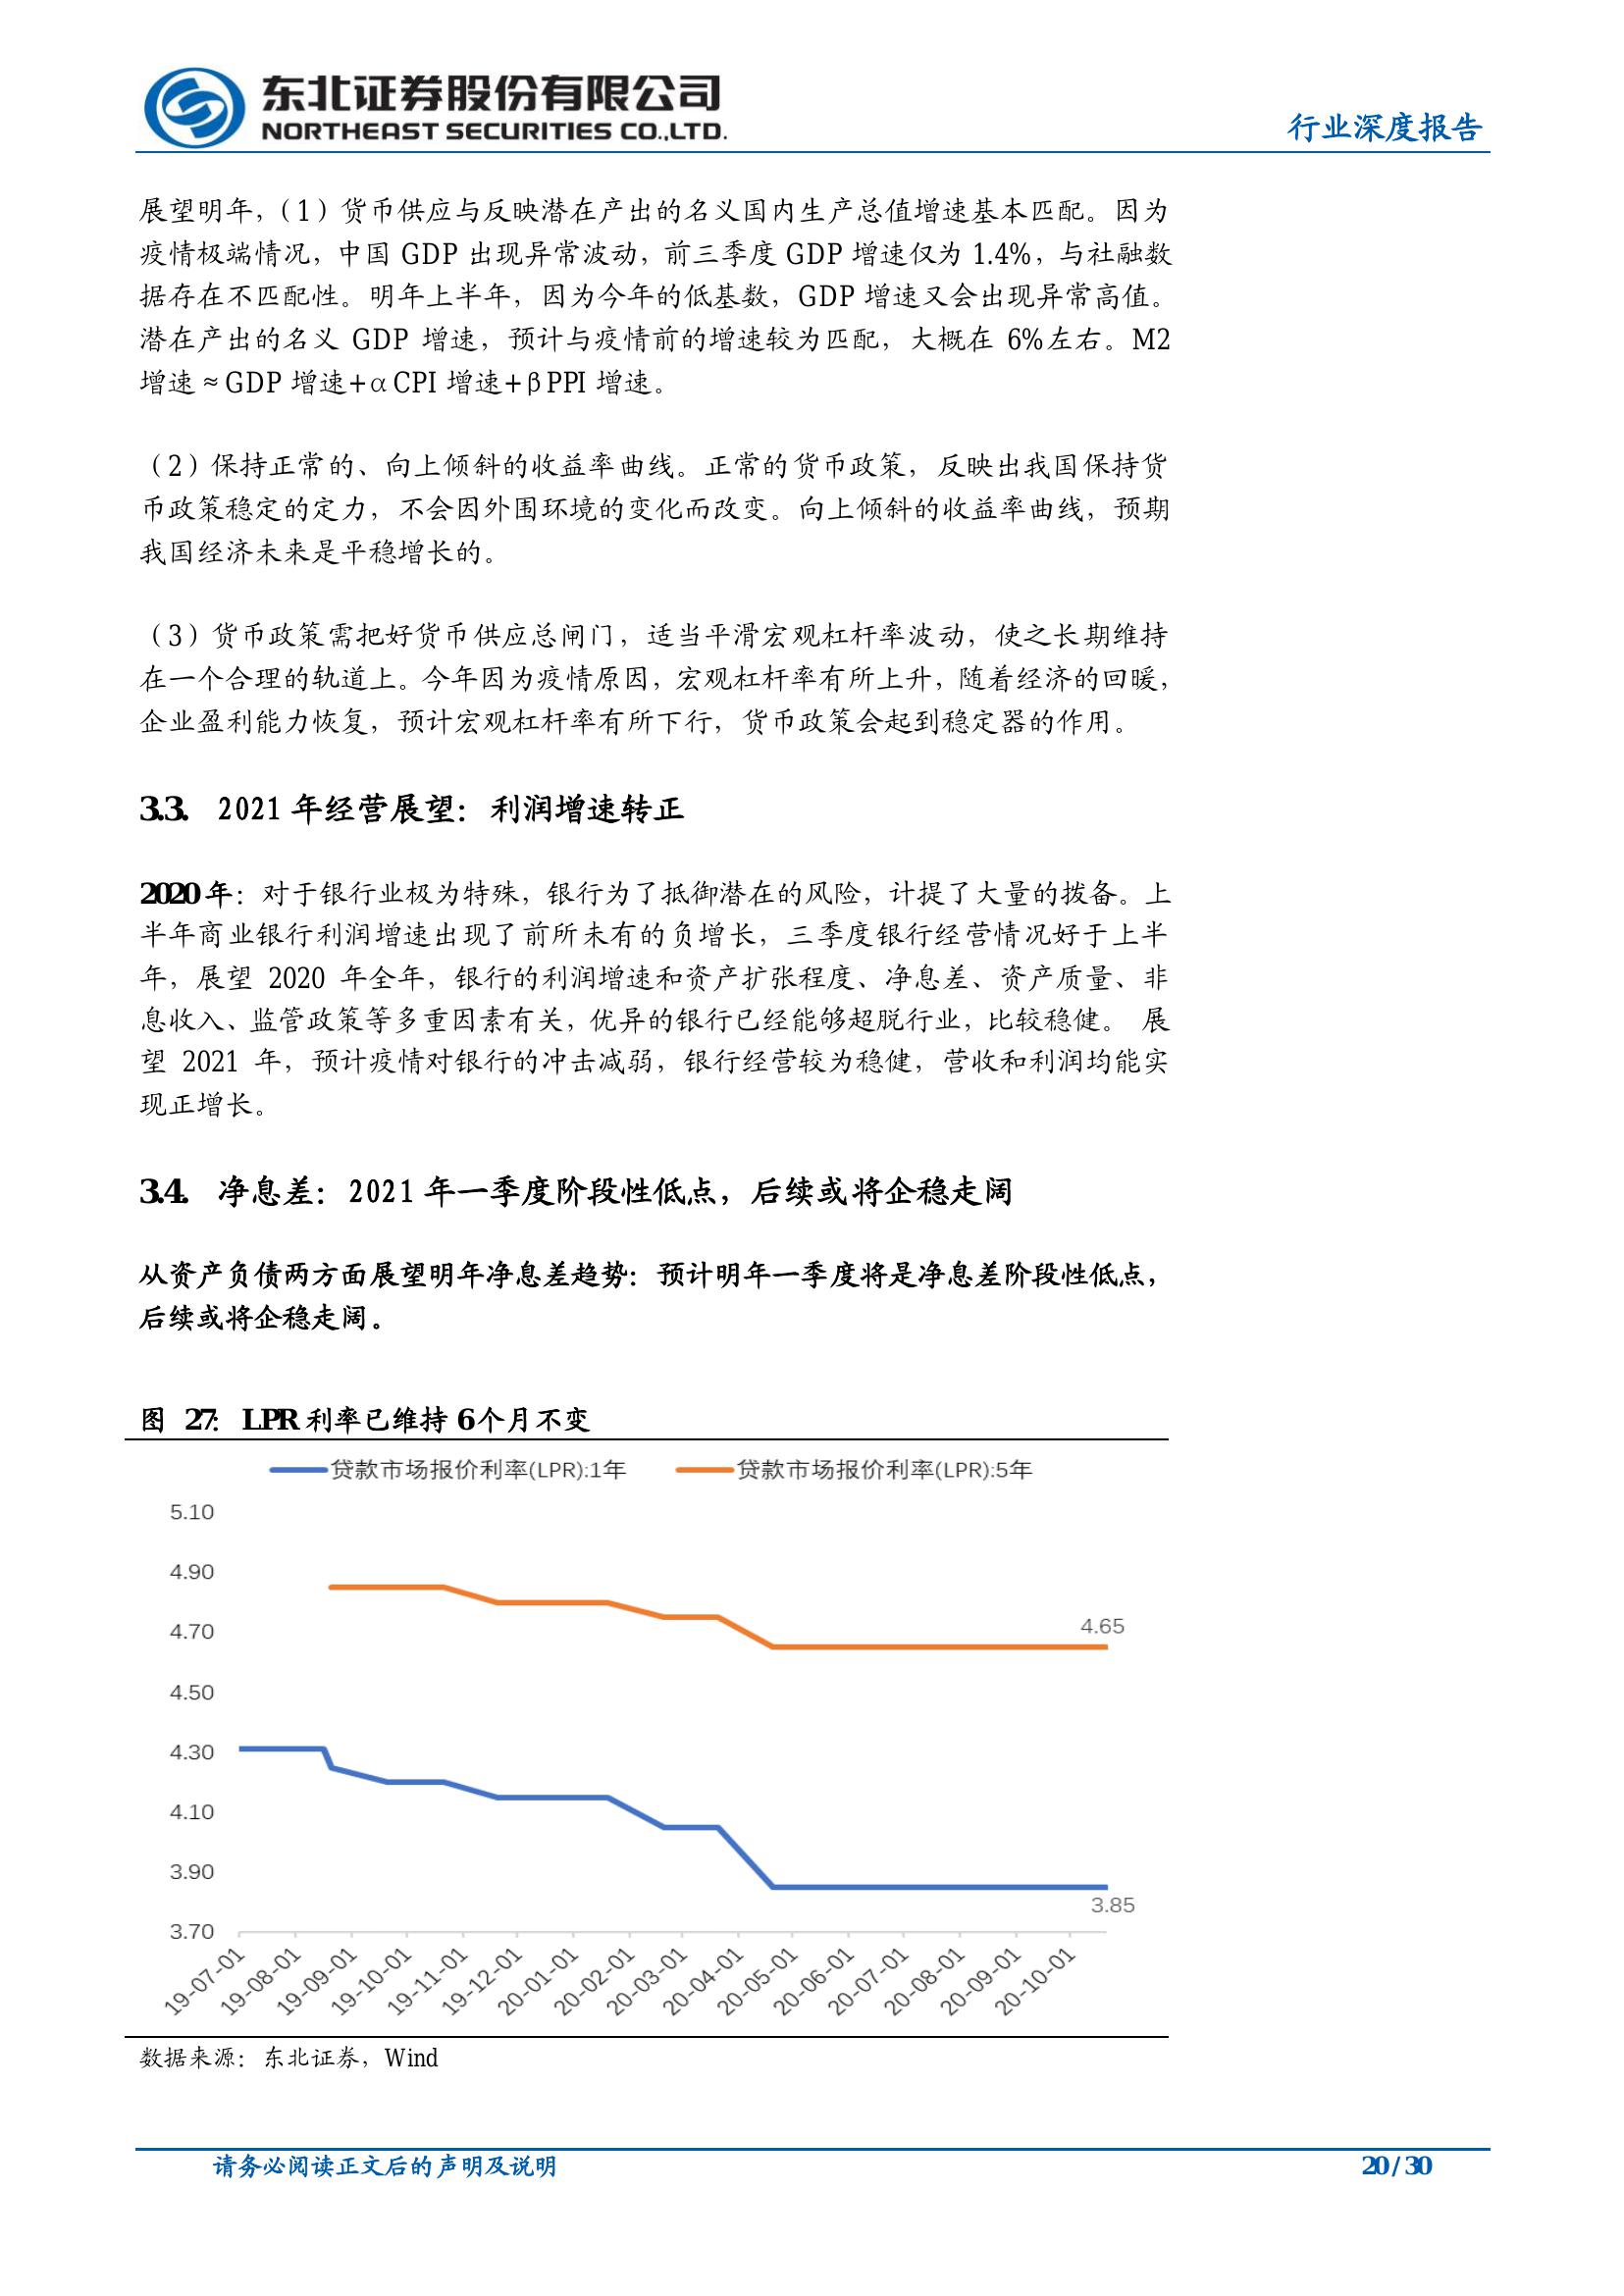 东北证券股份有限公司
NORTHEAST SECURITIES CO.,LTD.
行业深度报告
展望明年，（1）货币供应与反映潜在产出的名义国内生产总值增速基本匹配。因为
疫情极端情况，中国 GDP 出现异常波动，前三季度 GDP 增速仅为 1.4%，与社融数
据存在不匹配性。明年上半年，因为今年的低基数，GDP 增速又会出现异常高值。
潜在产出的名义 GDP 增速，预计与疫情前的增速较为匹配，大概在 6%左右。M2
增速≈GDP 增速+αCPI 增速+βPPI 增速。
（2）保持正常的、向上倾斜的收益率曲线。正常的货币政策，反映出我国保持货
币政策稳定的定力，不会因外围环境的变化而改变。向上倾斜的收益率曲线，预期
我国经济未来是平稳增长的。
（3）货币政策需把好货币供应总闸门，适当平滑宏观杠杆率波动，使之长期维持
在一个合理的轨道上。今年因为疫情原因，宏观杠杆率有所上升，随着经济的回暖，
企业盈利能力恢复，预计宏观杠杆率有所下行，货币政策会起到稳定器的作用。
3.3. 2021 年经营展望：利润增速转正
2020 年：对于银行业极为特殊，银行为了抵御潜在的风险，计提了大量的拨备。上
半年商业银行利润增速出现了前所未有的负增长，三季度银行经营情况好于上半
年，展望 2020 年全年，银行的利润增速和资产扩张程度、净息差、资产质量、非
息收入、监管政策等多重因素有关，优异的银行已经能够超脱行业，比较稳健。 展
望 2021 年，预计疫情对银行的冲击减弱，银行经营较为稳健，营收和利润均能实
现正增长。
3.4. 净息差：2021 年一季度阶段性低点，后续或将企稳走阔
从资产负债两方面展望明年净息差趋势：预计明年一季度将是净息差阶段性低点，
后续或将企稳走阔。
图 27：LPR 利率已维持 6 个月不变
贷款市场报价利率(LPR):1年 贷款市场报价利率(LPR):5年
5.10
4.90
4.70
4.65
4.50
4.30
4.10
3.90
3.85
3.70
19-07-01 19-08-01 19-09-01 19-10-01 19-11-01 19-12-01 20-01-01 20-02-01 20-03-01 20-04-01 20-05-01 20-06-01 20-07-01 20-08-01 20-09-01 20-10-01
数据来源：东北证券，Wind
请务必阅读正文后的声明及说明 20 / 30